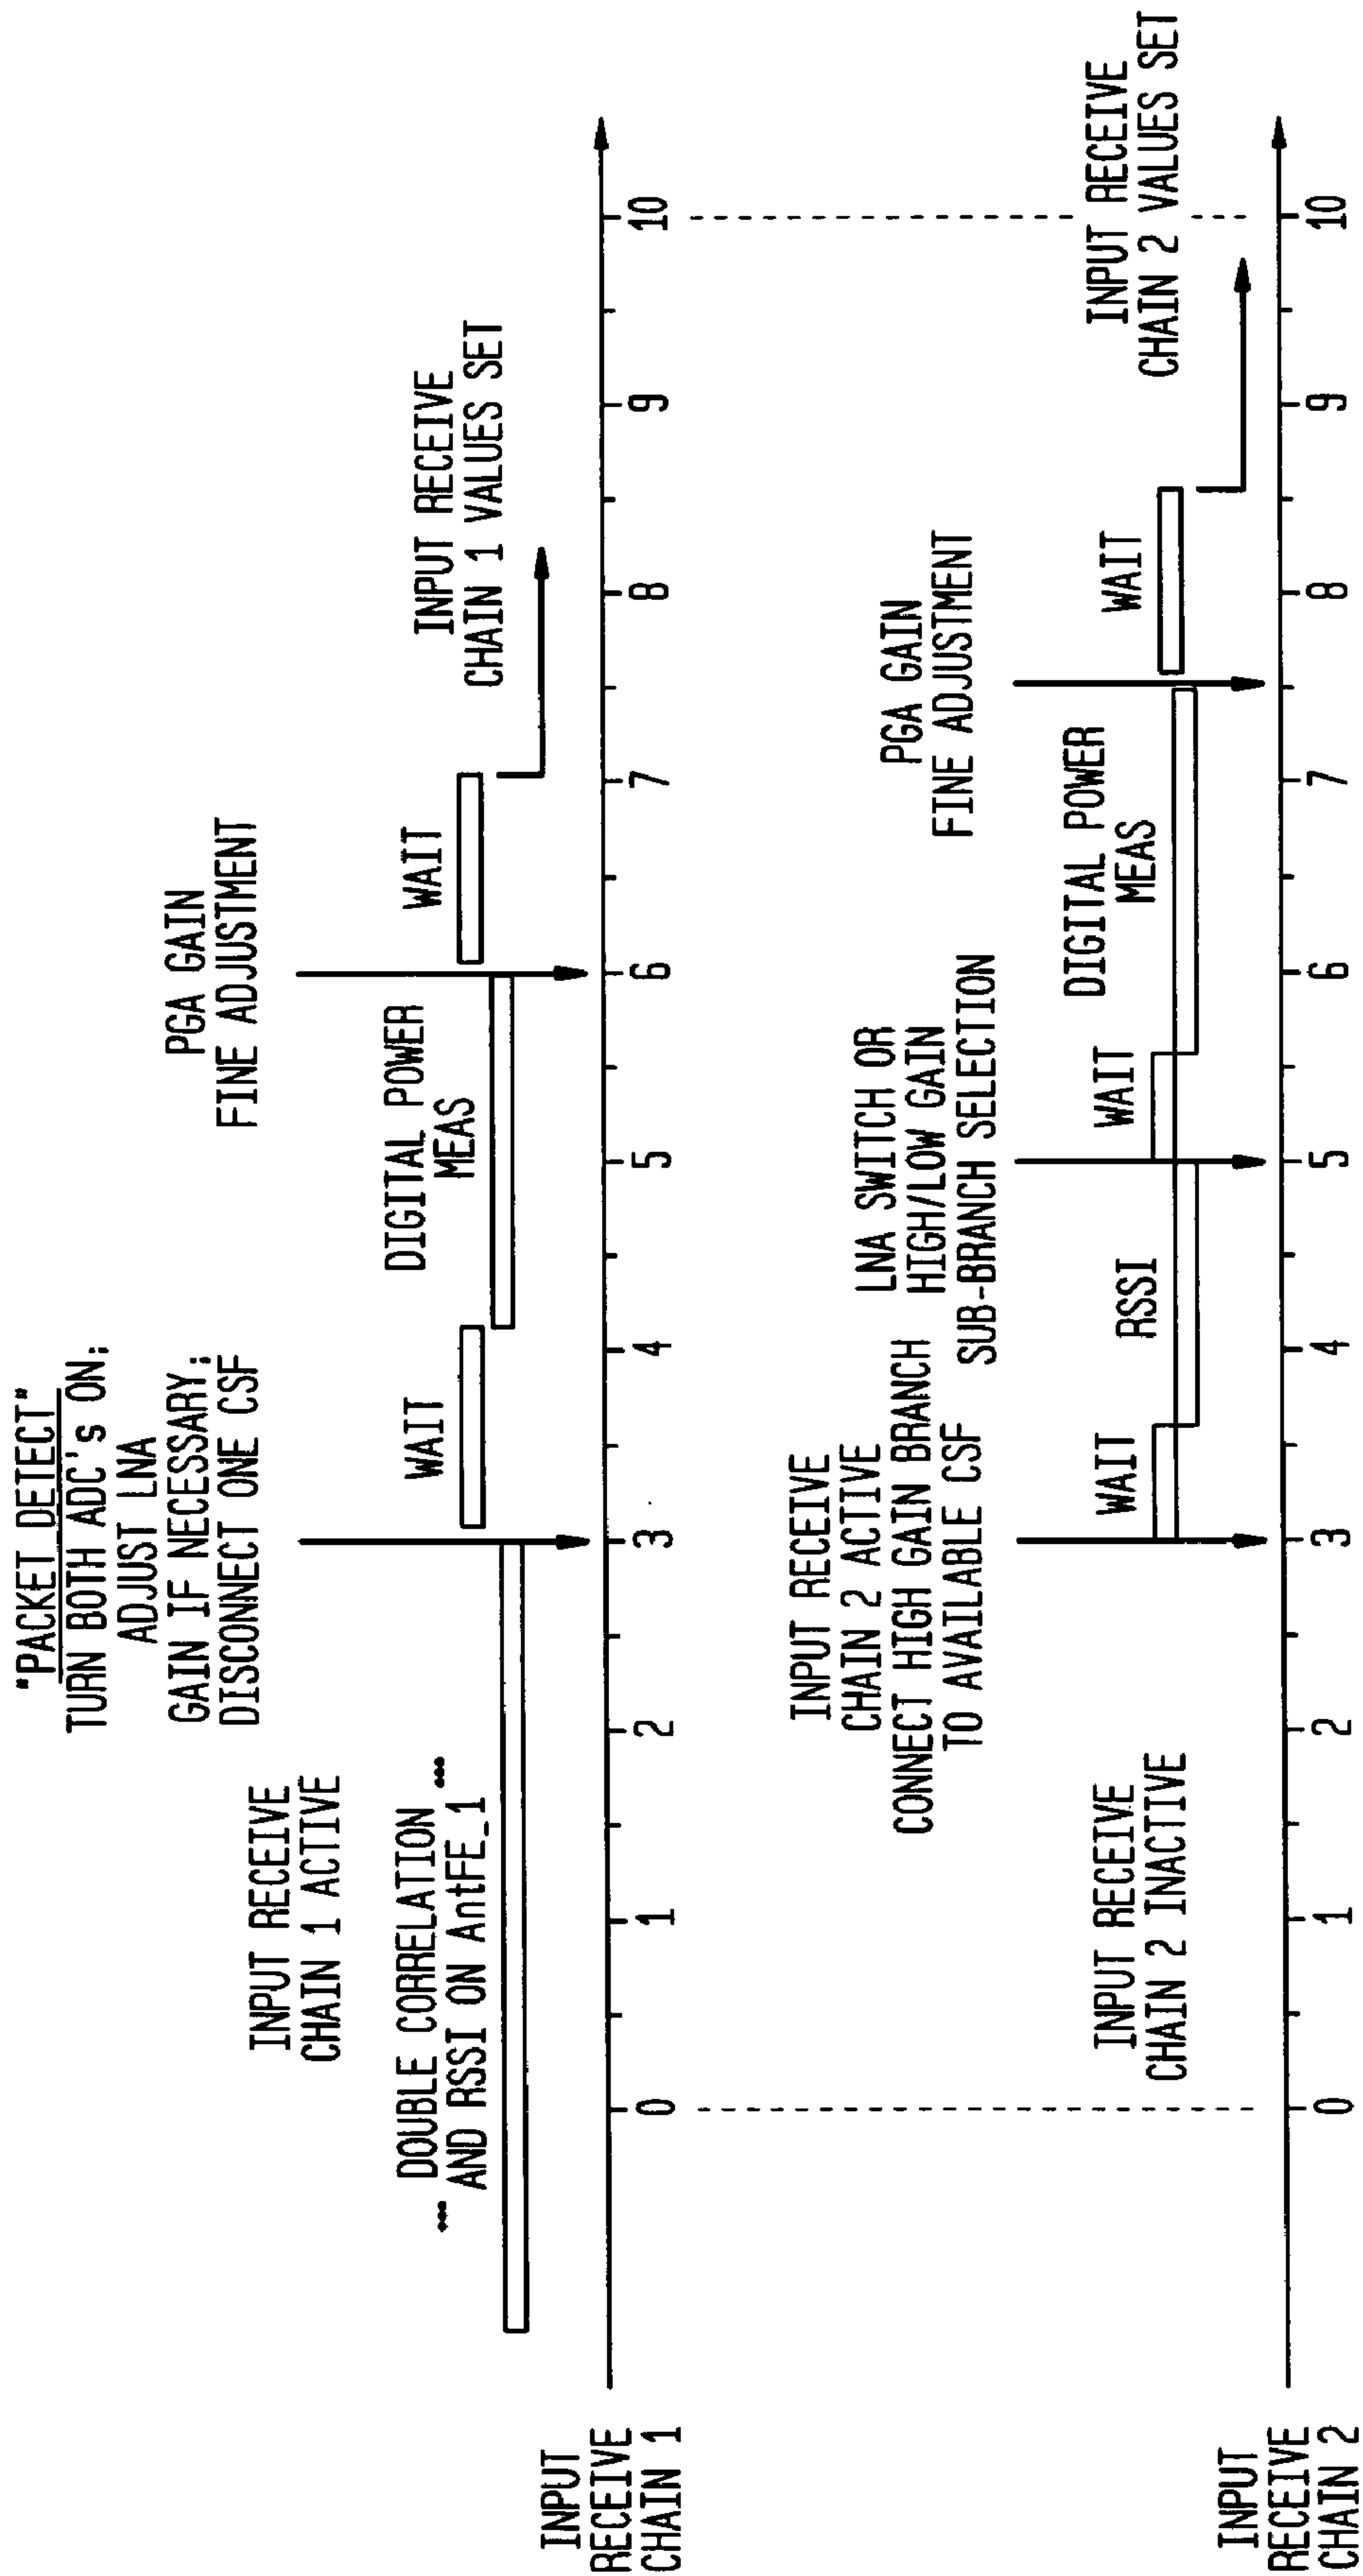 "PACKET DETECT"
TURN BOTH ADC's ON;
ADJUST LNA
GAIN IF NECESSARY;
DISCONNECT ONE CSF
PGA GAIN
FINE ADJUSTMENT
INPUT RECEIVE
CHAIN 1 ACTIVE
••• DOUBLE CORRELATION •••
AND RSSI ON AntFE_1
WAIT
DIGITAL POWER
MEAS
WAIT
INPUT RECEIVE
CHAIN 1 VALUES SET
INPUT
RECEIVE
CHAIN 1
0 1 2 3 4 5 6 7 8 9 10
INPUT RECEIVE
CHAIN 2 ACTIVE
CONNECT HIGH GAIN BRANCH
TO AVAILABLE CSF
LNA SWITCH OR
HIGH/LOW GAIN
SUB-BRANCH SELECTION
PGA GAIN
FINE ADJUSTMENT
INPUT RECEIVE
CHAIN 2 INACTIVE
WAIT
RSSI
WAIT
DIGITAL POWER
MEAS
WAIT
INPUT RECEIVE
CHAIN 2 VALUES SET
INPUT
RECEIVE
CHAIN 2
0 1 2 3 4 5 6 7 8 9 10